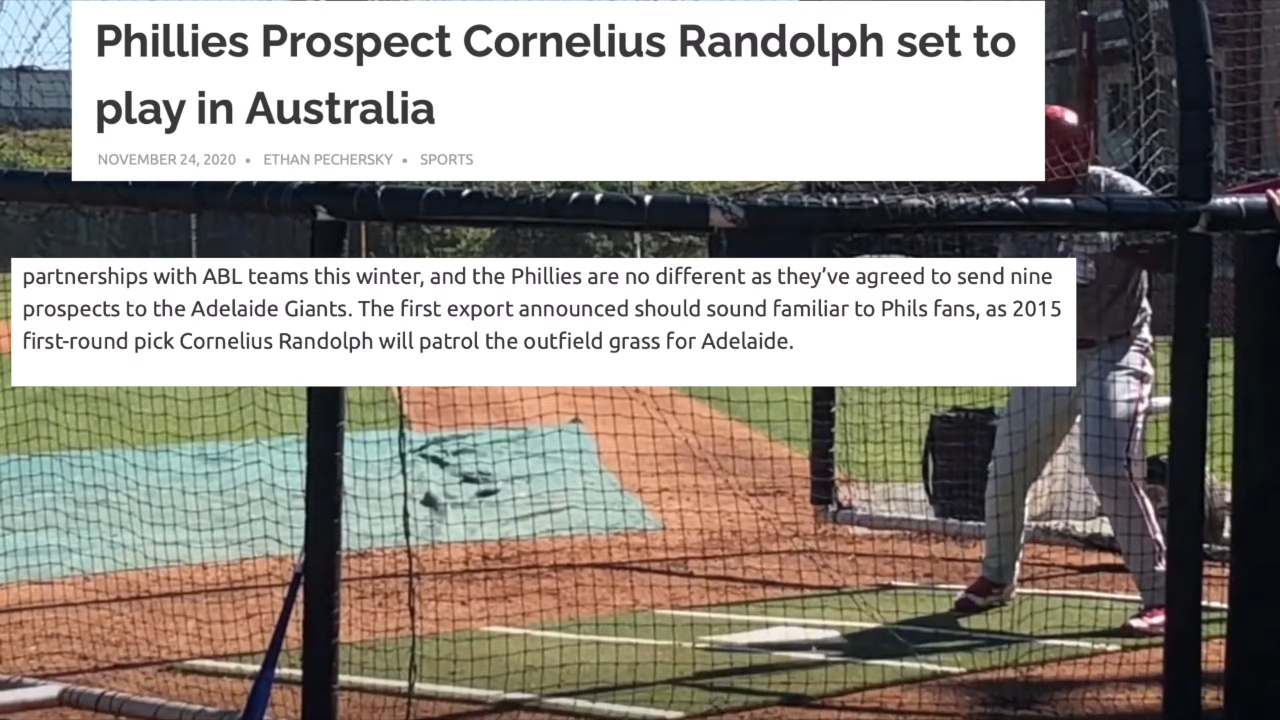 Phillies Prospect Cornelius Randolph set to
play in Australia
NOVEMBER 24, 2020 • ETHAN PECHERSKY • SPORTS
partnerships with ABL teams this winter, and the Phillies are no different as they’ve agreed to send nine
prospects to the Adelaide Giants. The first export announced should sound familiar to Phils fans, as 2015
first-round pick Cornelius Randolph will patrol the outfield grass for Adelaide.